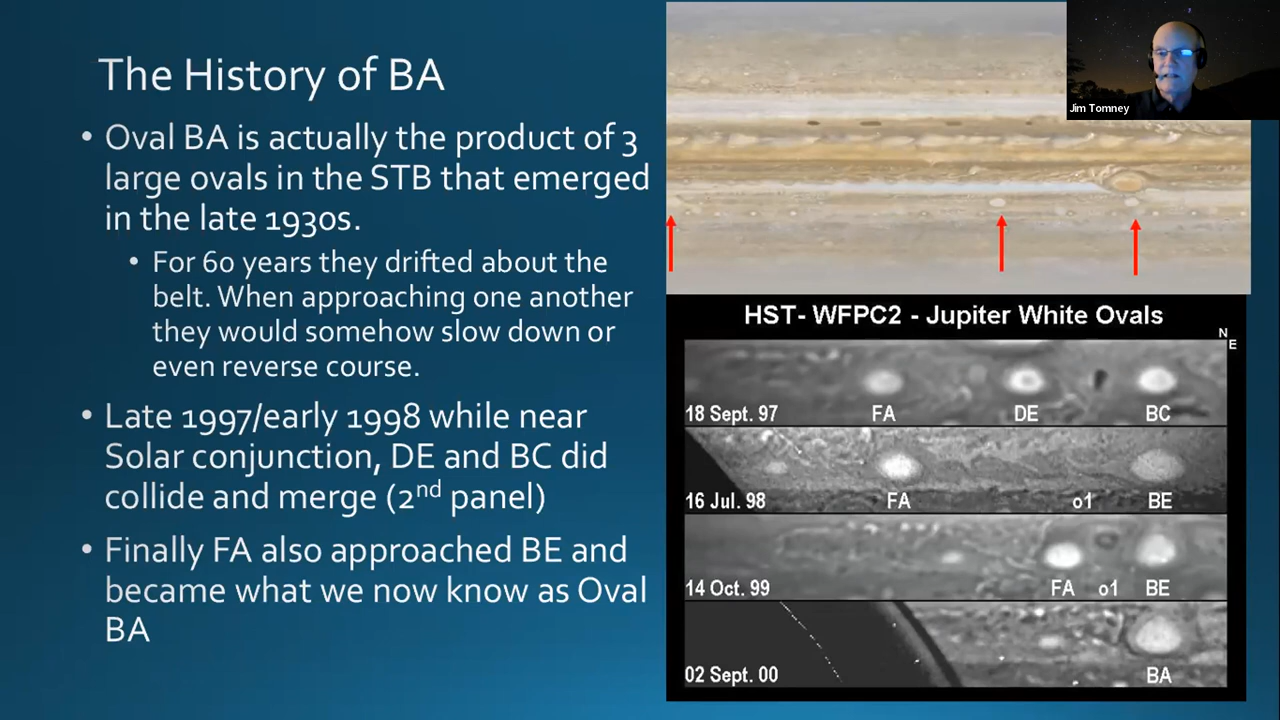 The History of BA
• Oval BA is actually the product of 3
large ovals in the STB that emerged
in the late 1930s.
• For 60 years they drifted about the
belt. When approaching one another
they would somehow slow down or
even reverse course.
• Late 1997/early 1998 while near
Solar conjunction, DE and BC did
collide and merge (2nd panel)
• Finally FA also approached BE and
became what we now know as Oval
BA
Jim Tomney
HST- WFPC2 - Jupiter White Ovals
N
E
18 Sept. 97 FA DE BC
16 Jul. 98 FA o1 BE
14 Oct. 99 FA o1 BE
02 Sept. 00 BA